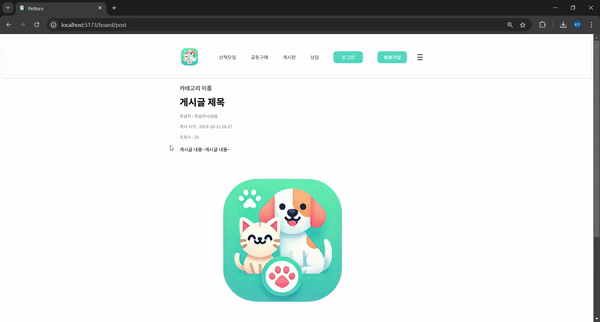 Pettory
localhost:5173/board/post
산책모임 공동구매 게시판 상담 로그인 회원가입
카테고리 이름
게시글 제목
작성자 : 작성자닉네임
게시 시각 : 2024-10-11 16:17
조회수 : 20
게시글 내용~게시글 내용~